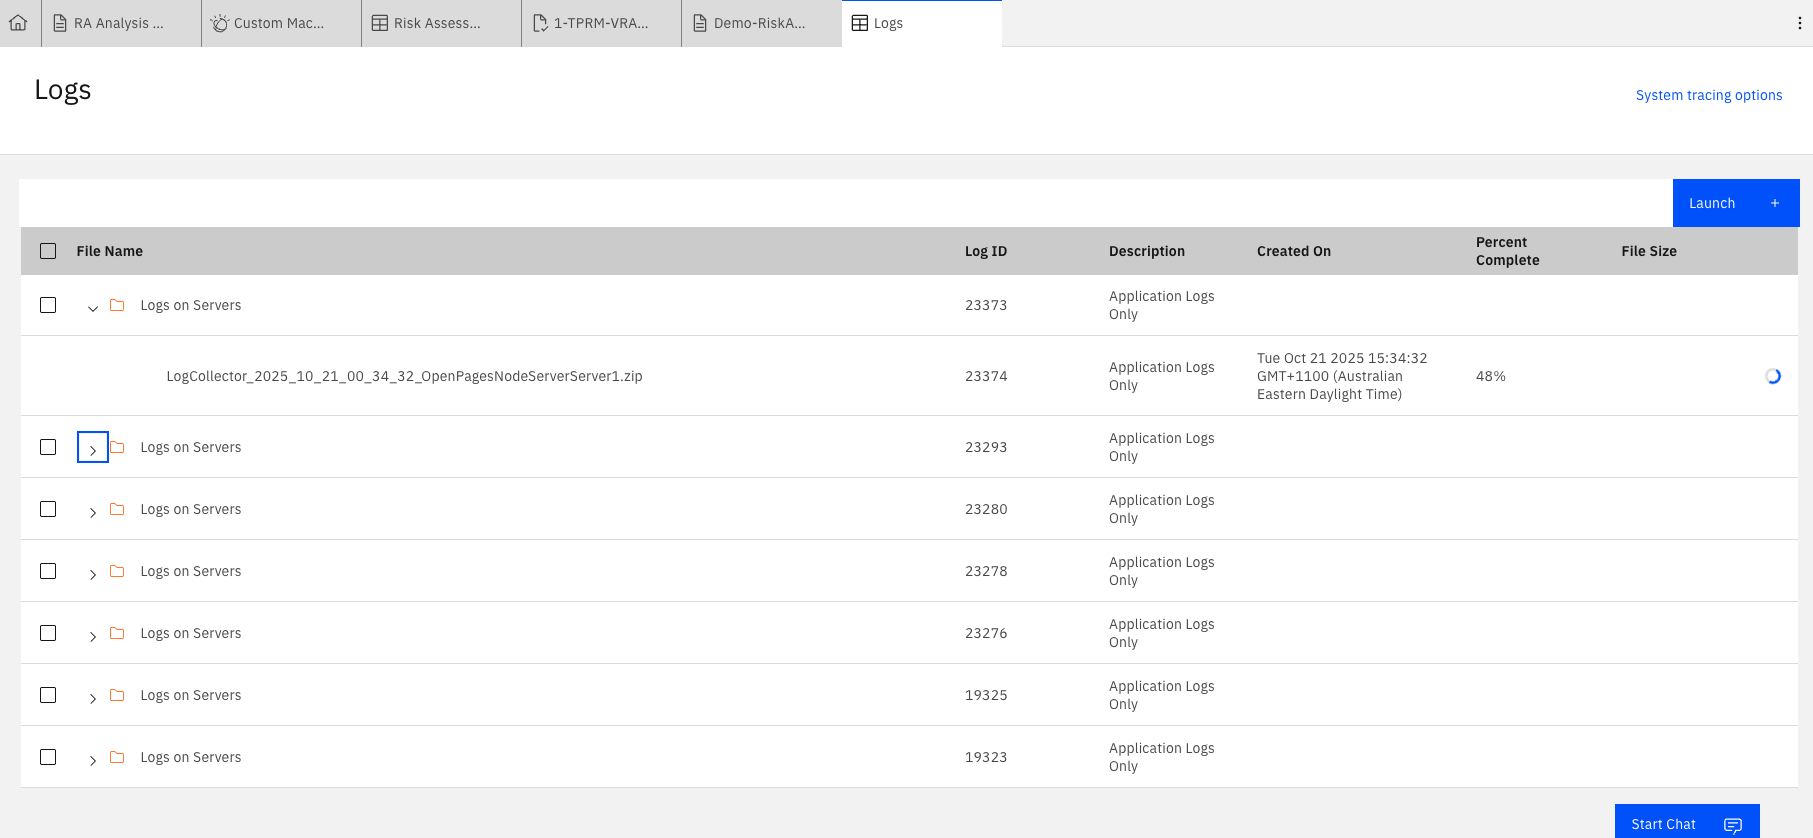 RA Analysis ...
Custom Mac...
Risk Assess...
1-TPRM-VRA...
Demo-RiskA...
Logs
Logs
System tracing options
Launch +
File Name
Log ID
Description
Created On
Percent
Complete
File Size
Logs on Servers
23373
Application Logs
Only
LogCollector_2025_10_21_00_34_32_OpenPagesNodeServerServer1.zip
23374
Application Logs
Only
Tue Oct 21 2025 15:34:32
GMT+1100 (Australian
Eastern Daylight Time)
48%
Logs on Servers
23293
Application Logs
Only
Logs on Servers
23280
Application Logs
Only
Logs on Servers
23278
Application Logs
Only
Logs on Servers
23276
Application Logs
Only
Logs on Servers
19325
Application Logs
Only
Logs on Servers
19323
Application Logs
Only
Start Chat